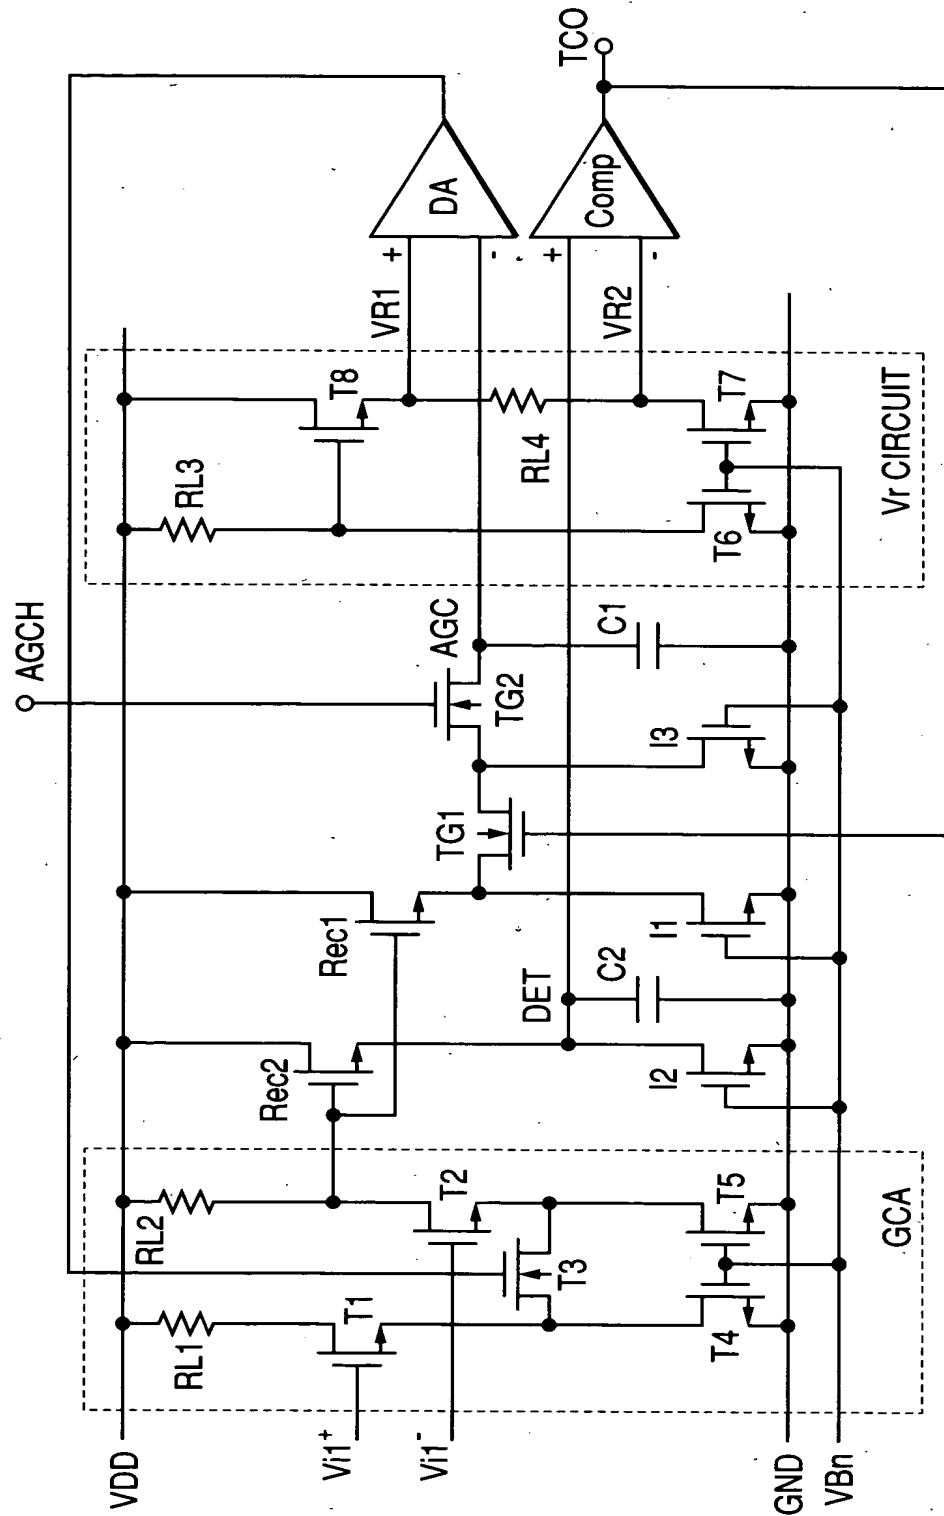 VDD
Vi1+
Vi1-
GND
VBn
RL1
RL2
T1
T2
T3
T4
T5
GCA
Rec2
Rec1
DET
C2
I2
I1
TG1
TG2
I3
AGCH
AGC
C1
RL3
T8
RL4
T6
T7
Vr CIRCUIT
VR1
VR2
+
-
DA
+
-
Comp
TCO